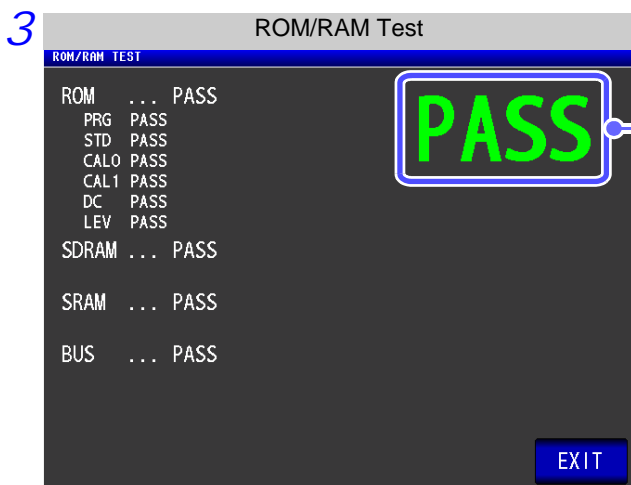 3
ROM/RAM Test
ROM/RAM TEST
ROM ... PASS
PRG PASS
STD PASS
CAL0 PASS
CAL1 PASS
DC PASS
LEV PASS
SDRAM ... PASS
SRAM ... PASS
BUS ... PASS
PASS
EXIT